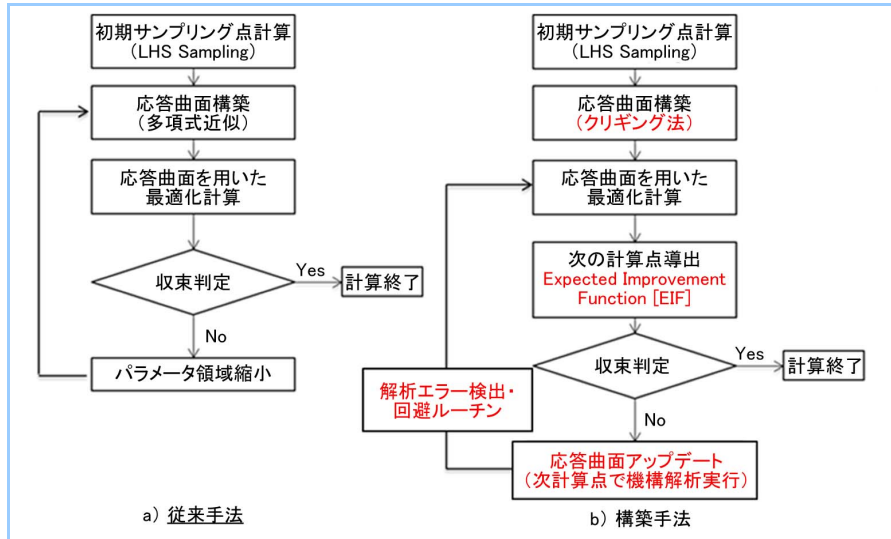 初期サンプリング点計算
(LHS Sampling)
応答曲面構築
(多項式近似)
応答曲面を用いた
最適化計算
収束判定
Yes
計算終了
No
パラメータ領域縮小
a) 従来手法
初期サンプリング点計算
(LHS Sampling)
応答曲面構築
(クリギング法)
応答曲面を用いた
最適化計算
次の計算点導出
Expected Improvement
Function [EIF]
収束判定
Yes
計算終了
No
解析エラー検出・
回避ルーチン
応答曲面アップデート
(次計算点で機構解析実行)
b) 構築手法